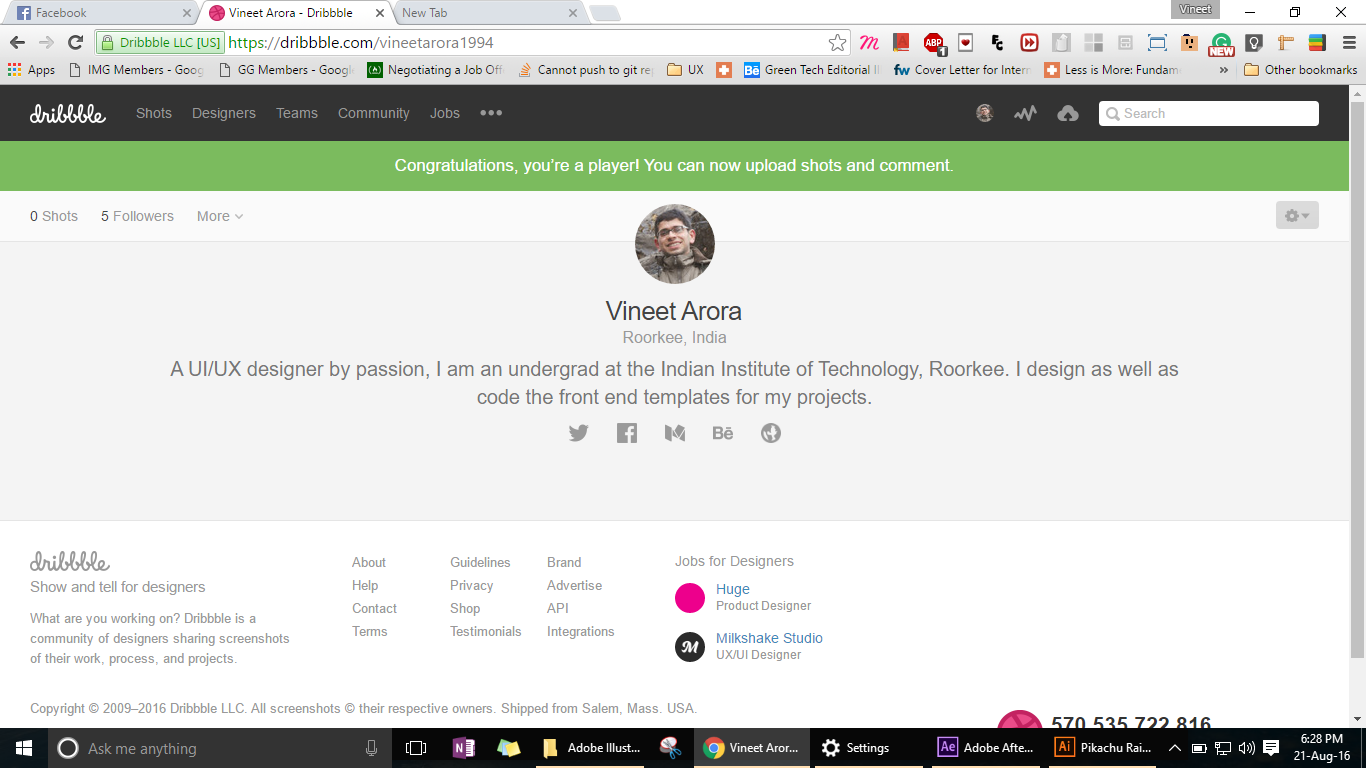 Facebook
Vineet Arora - Dribbble
New Tab
Vineet
Dribbble LLC [US]
https://dribbble.com/vineetarora1994
ABP
1
NEW
Apps
IMG Members - Goog
GG Members - Google
Negotiating a Job Off
Cannot push to git re
UX
Green Tech Editorial
Cover Letter for Intern
Less is More: Fundam
»
Other bookmarks
dribbble
Shots
Designers
Teams
Community
Jobs
Search
Congratulations, you’re a player! You can now upload shots and comment.
0 Shots
5 Followers
More
Vineet Arora
Roorkee, India
A UI/UX designer by passion, I am an undergrad at the Indian Institute of Technology, Roorkee. I design as well as
code the front end templates for my projects.
Bē
dribbble
Show and tell for designers
What are you working on? Dribbble is a
community of designers sharing screenshots
of their work, process, and projects.
About
Help
Contact
Terms
Guidelines
Privacy
Shop
Testimonials
Brand
Advertise
API
Integrations
Jobs for Designers
Huge
Product Designer
Milkshake Studio
UX/UI Designer
Copyright © 2009–2016 Dribbble LLC. All screenshots © their respective owners. Shipped from Salem, Mass. USA.
570,535,722,816
Ask me anything
Adobe Illust...
Vineet Aror...
Settings
Ae
Adobe Afte...
Ai
Pikachu Rai...
6:28 PM
21-Aug-16